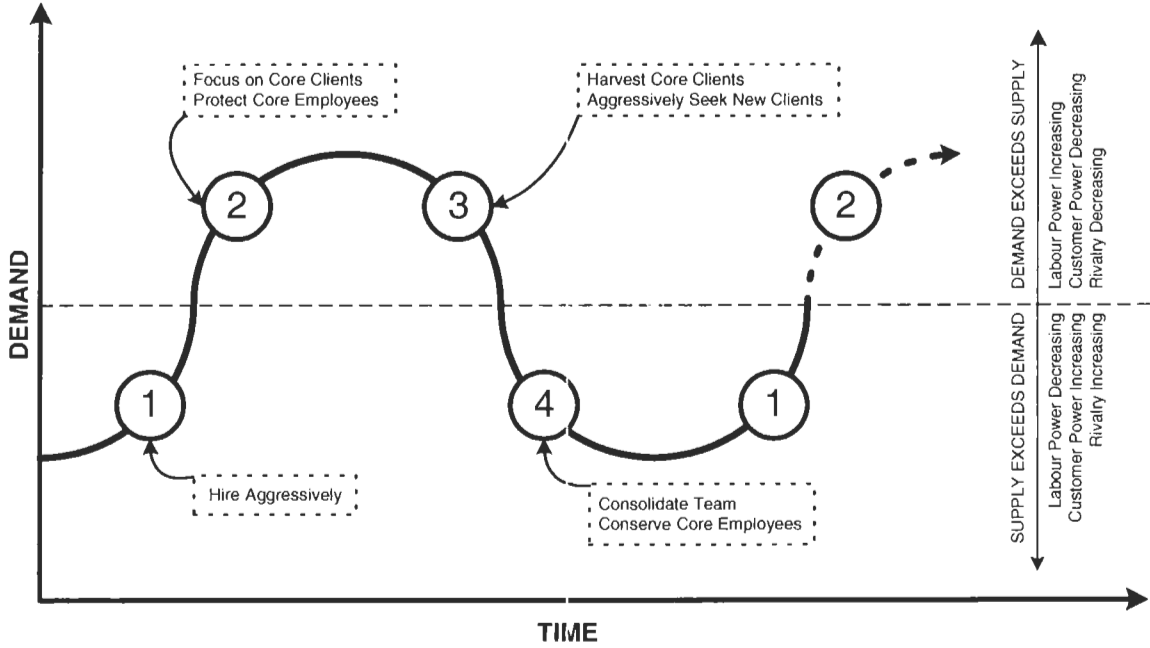 Focus on Core Clients
Protect Core Employees
Harvest Core Clients
Aggressively Seek New Clients
2
3
2
1
4
1
Hire Aggressively
Consolidate Team
Conserve Core Employees
DEMAND
TIME
DEMAND EXCEEDS SUPPLY
Labour Power Increasing
Customer Power Decreasing
Rivalry Decreasing
SUPPLY EXCEEDS DEMAND
Labour Power Decreasing
Customer Power Increasing
Rivalry Increasing